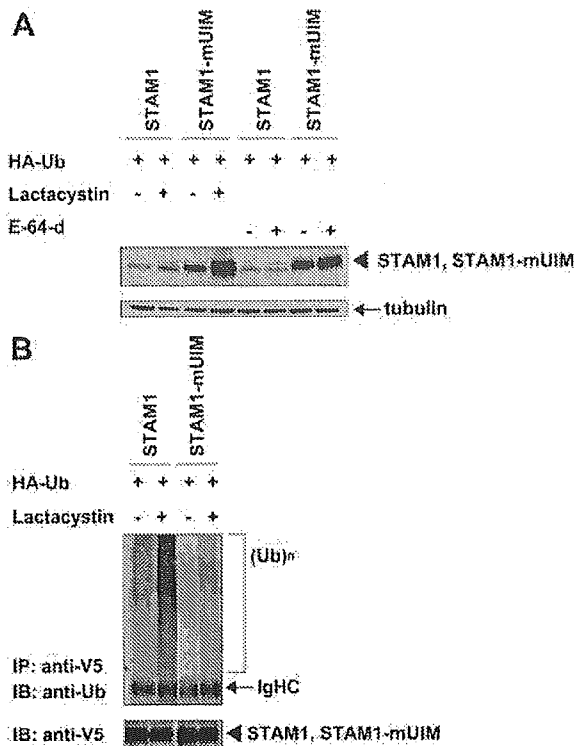 A
STAM1
STAM1-mUIM
STAM1
STAM1-mUIM
HA-Ub + + + + + + + +
Lactacystin - + - +
E-64-d - + - +
STAM1, STAM1-mUIM
tubulin
B
STAM1
STAM1-mUIM
HA-Ub + + + +
Lactacystin - + - +
(Ub)n
IP: anti-V5
IB: anti-Ub
IgHC
IB: anti-V5
STAM1, STAM1-mUIM